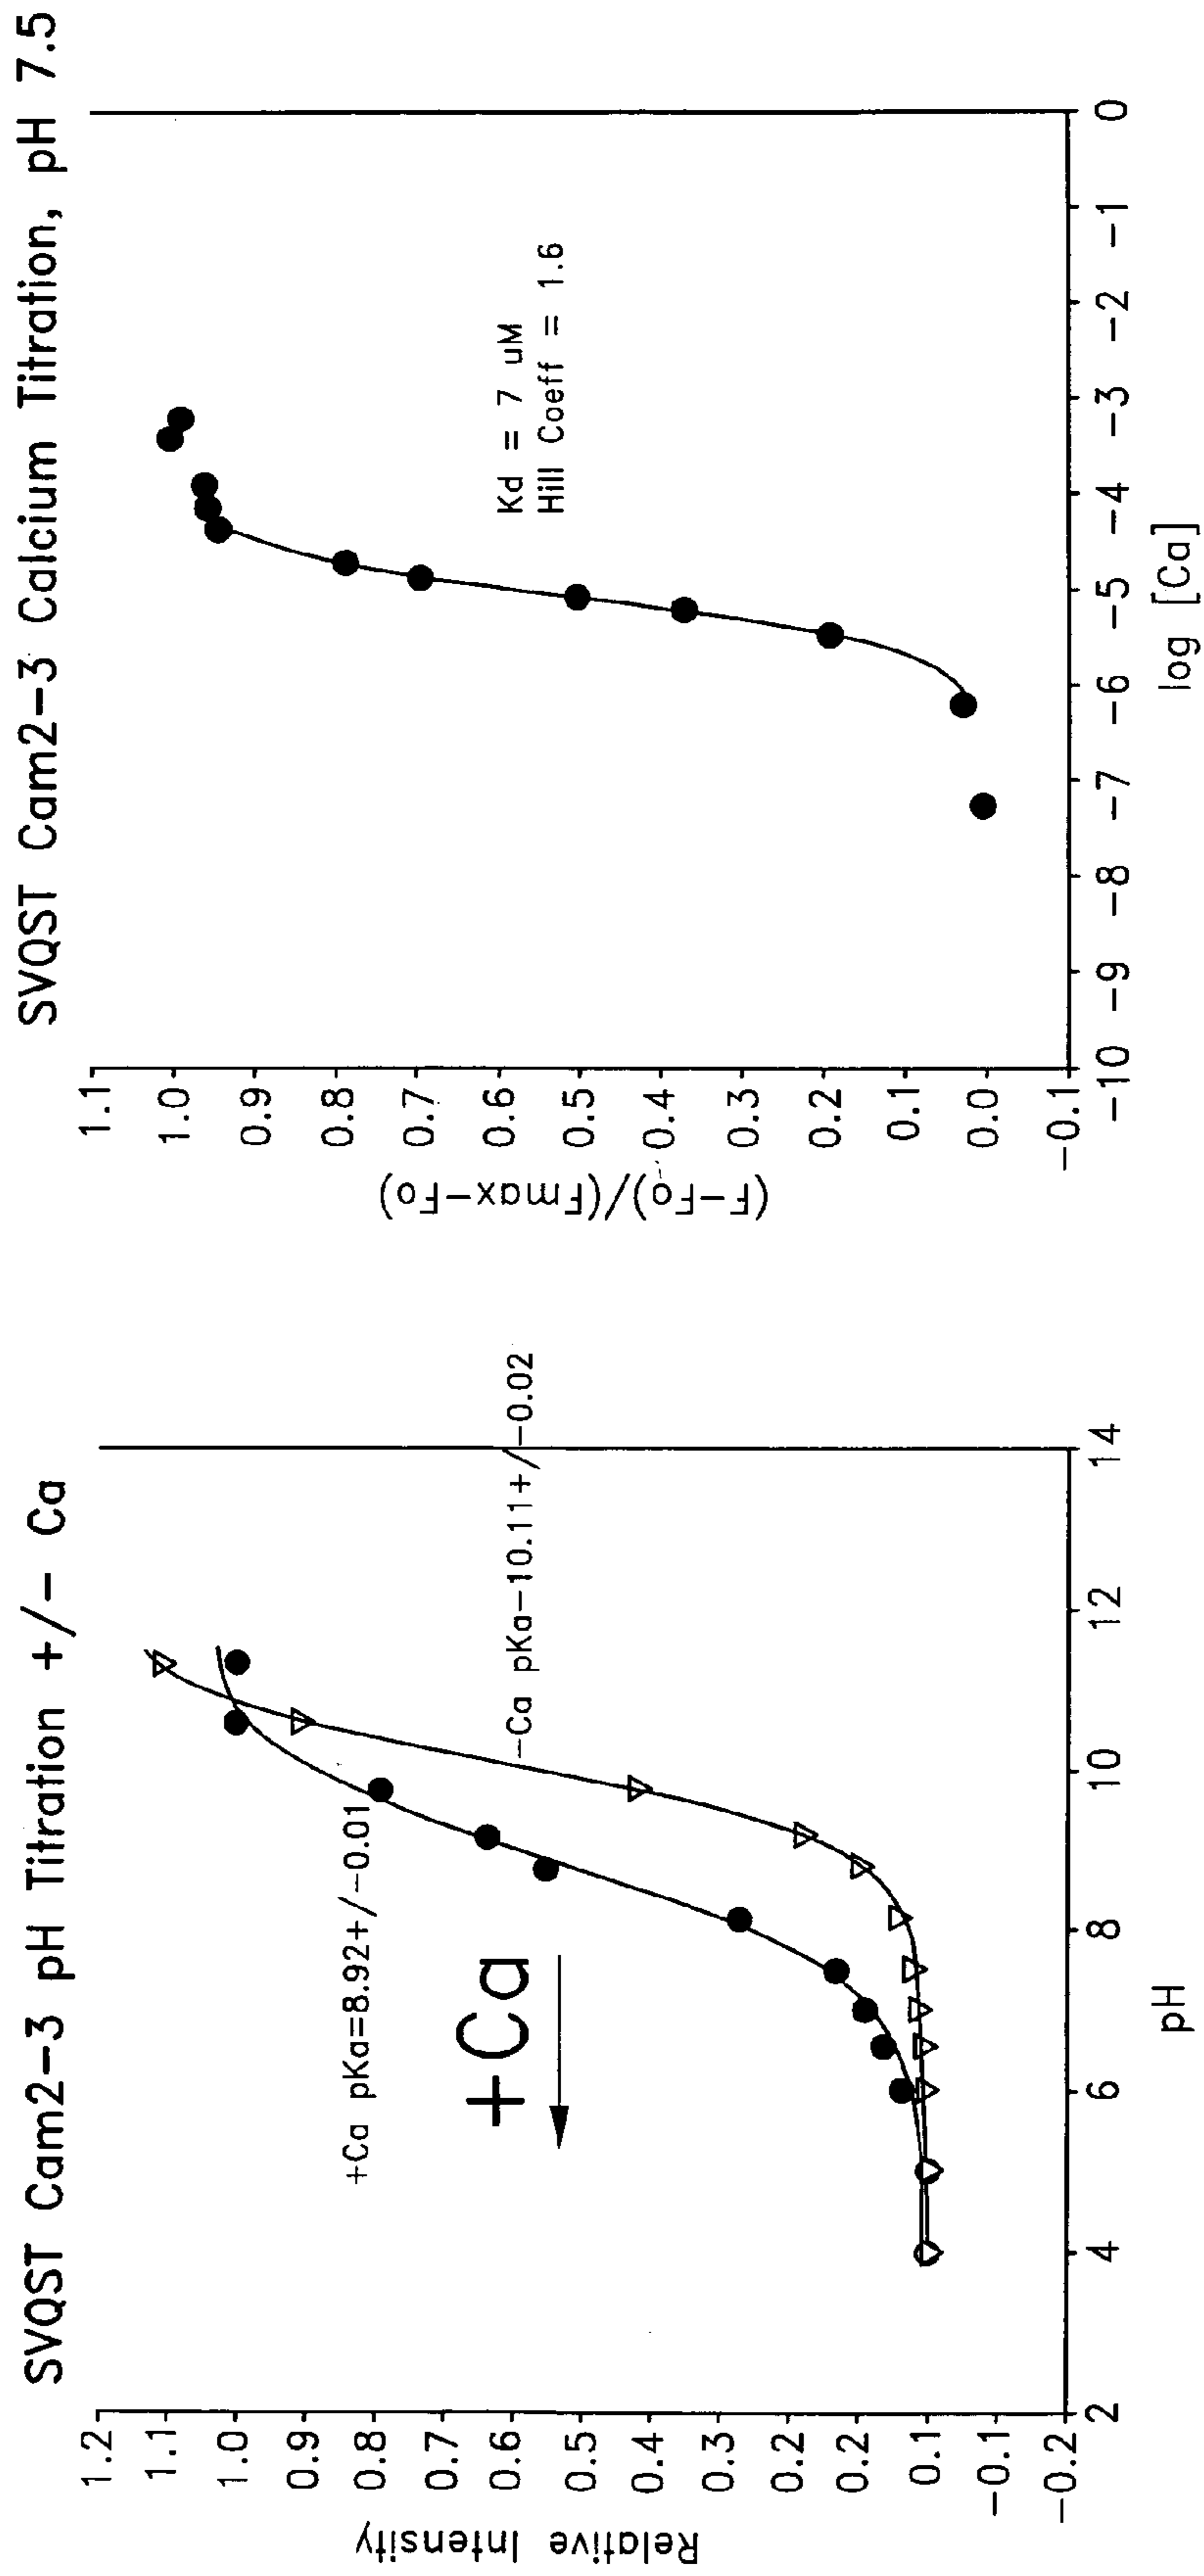 SVQST Cam2-3 pH Titration +/- Ca
Relative Intensity
1.2
1.1
1.0
0.9
0.8
0.7
0.5
0.4
0.3
0.2
0.2
0.1
-0.1
-0.2
+Ca pKa=8.92+/-0.01
+Ca
-Ca pKa-10.11+/-0.02
2 4 6 8 10 12 14
pH
SVQST Cam2-3 Calcium Titration, pH 7.5
(F-Fo)/(Fmax-Fo)
1.1
1.0
0.9
0.8
0.7
0.6
0.5
0.4
0.3
0.2
0.1
0.0
-0.1
Kd = 7 uM
Hill Coeff = 1.6
-10 -9 -8 -7 -6 -5 -4 -3 -2 -1 0
log [Ca]